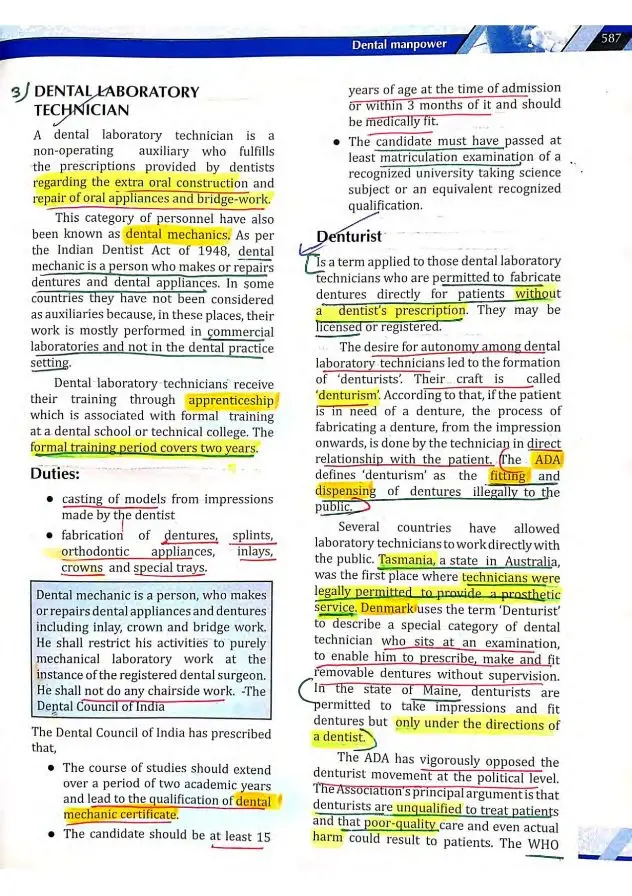 Dental manpower
587
3) DENTAL LABORATORY
TECHNICIAN
A dental laboratory technician is a
non-operating auxiliary who fulfills
the prescriptions provided by dentists
regarding the extra oral construction and
repair of oral appliances and bridge-work.
This category of personnel have also
been known as dental mechanics. As per
the Indian Dentist Act of 1948, dental
mechanic is a person who makes or repairs
dentures and dental appliances. In some
countries they have not been considered
as auxiliaries because, in these places, their
work is mostly performed in commercial
laboratories and not in the dental practice
setting.
Dental laboratory technicians receive
their training through apprenticeship
which is associated with formal training
at a dental school or technical college. The
formal training period covers two years.
Duties:
• casting of models from impressions
made by the dentist
• fabrication of dentures, splints,
orthodontic appliances, inlays,
crowns and special trays.
Dental mechanic is a person, who makes
or repairs dental appliances and dentures
including inlay, crown and bridge work.
He shall restrict his activities to purely
mechanical laboratory work at the
instance of the registered dental surgeon.
He shall not do any chairside work. -The
Dental Council of India
The Dental Council of India has prescribed
that,
• The course of studies should extend
over a period of two academic years
and lead to the qualification of dental
mechanic certificate.
• The candidate should be at least 15
years of age at the time of admission
or within 3 months of it and should
be medically fit.
• The candidate must have passed at
least matriculation examination of a
recognized university taking science
subject or an equivalent recognized
qualification.
Denturist
Is a term applied to those dental laboratory
technicians who are permitted to fabricate
dentures directly for patients without
a dentist's prescription. They may be
licensed or registered.
The desire for autonomy among dental
laboratory technicians led to the formation
of 'denturists'. Their craft is called
'denturism'. According to that, if the patient
is in need of a denture, the process of
fabricating a denture, from the impression
onwards, is done by the technician in direct
relationship with the patient. The ADA
defines 'denturism' as the fitting and
dispensing of dentures illegally to the
public.
Several countries have allowed
laboratory technicians to work directly with
the public. Tasmania, a state in Australia,
was the first place where technicians were
legally permitted to provide a prosthetic
service. Denmark uses the term 'Denturist'
to describe a special category of dental
technician who sits at an examination,
to enable him to prescribe, make and fit
removable dentures without supervision.
In the state of Maine, denturists are
permitted to take impressions and fit
dentures but only under the directions of
a dentist.
The ADA has vigorously opposed the
denturist movement at the political level.
The Association's principal argument is that
denturists are unqualified to treat patients
and that poor-quality care and even actual
harm could result to patients. The WHO